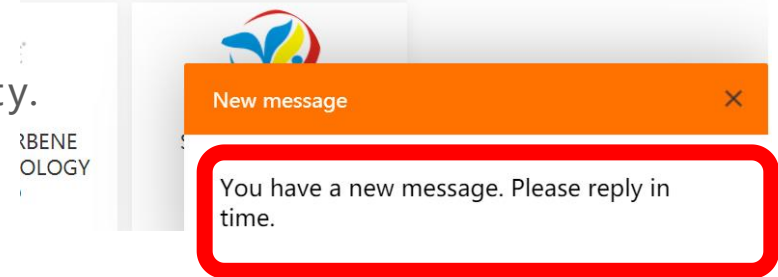 ty.
RBENE
OLOGY
New message
You have a new message. Please reply in
time.